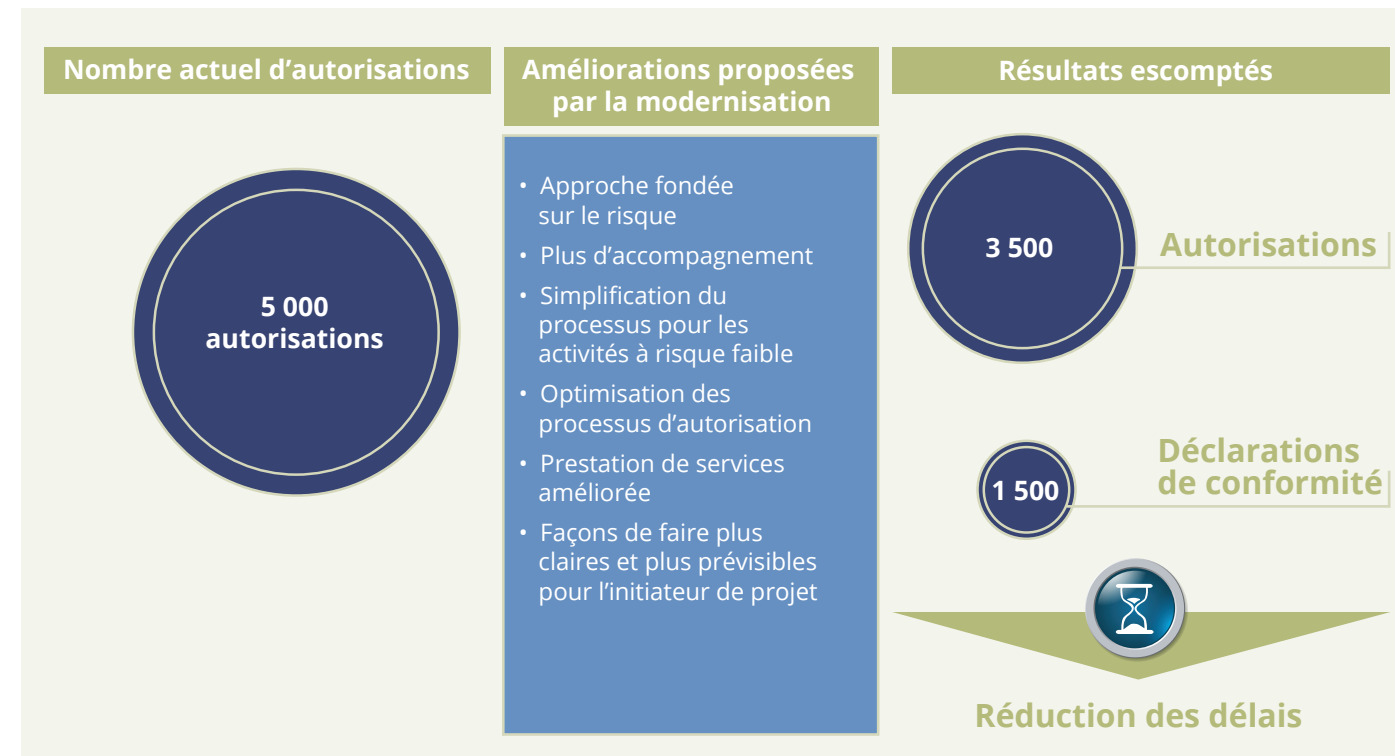 Nombre actuel d’autorisations
5 000
autorisations
Améliorations proposées
par la modernisation
• Approche fondée
sur le risque
• Plus d’accompagnement
• Simplification du
processus pour les
activités à risque faible
• Optimisation des
processus d’autorisation
• Prestation de services
améliorée
• Façons de faire plus
claires et plus prévisibles
pour l’initiateur de projet
Résultats escomptés
3 500
Autorisations
1 500
Déclarations
de conformité
Réduction des délais